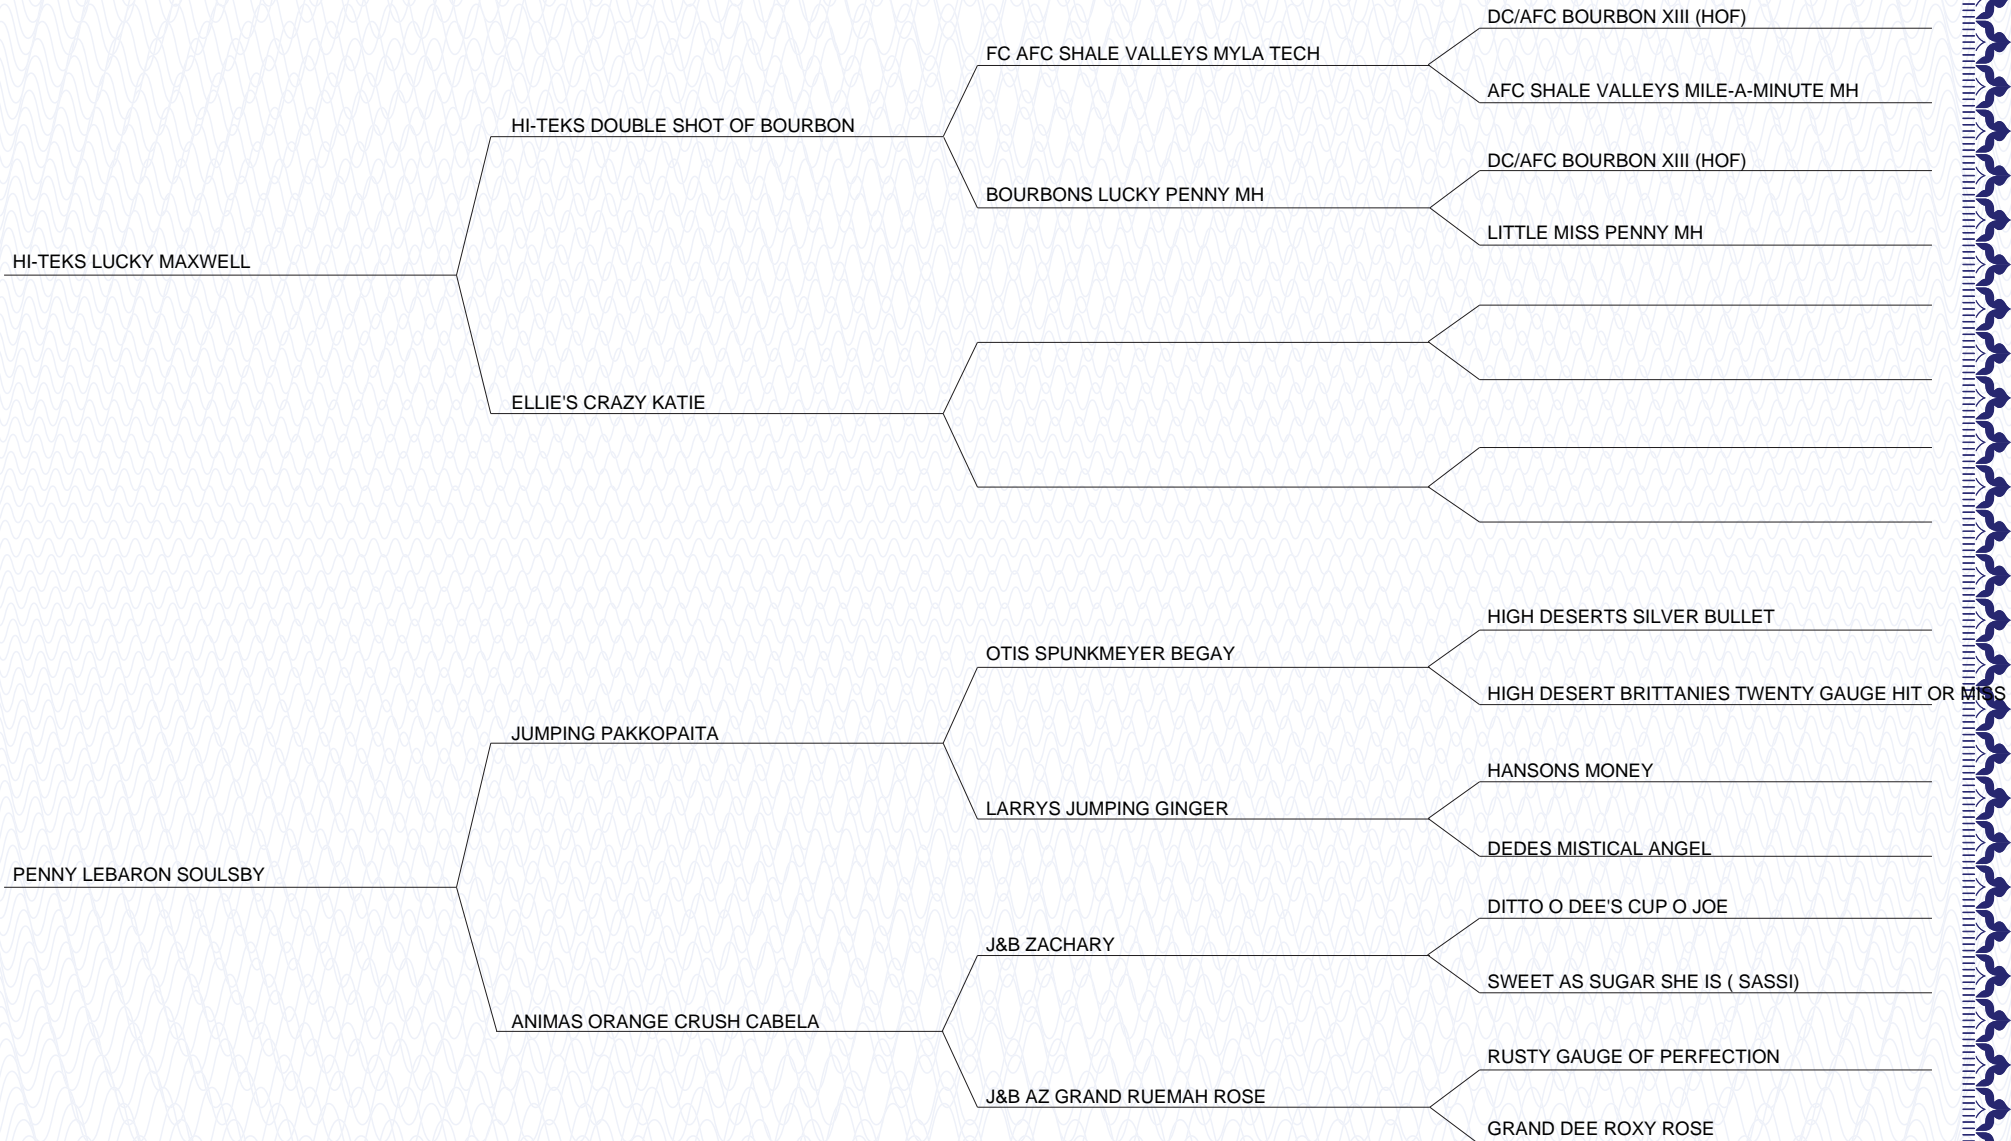 DC/AFC BOURBON XIII (HOF)
FC AFC SHALE VALLEYS MYLA TECH
AFC SHALE VALLEYS MILE-A-MINUTE MH
HI-TEKS DOUBLE SHOT OF BOURBON
DC/AFC BOURBON XIII (HOF)
BOURBONS LUCKY PENNY MH
LITTLE MISS PENNY MH
HI-TEKS LUCKY MAXWELL
ELLIE'S CRAZY KATIE
HIGH DESERTS SILVER BULLET
OTIS SPUNKMEYER BEGAY
HIGH DESERT BRITTANIES TWENTY GAUGE HIT OR MISS
JUMPING PAKKOPAITA
HANSONS MONEY
LARRYS JUMPING GINGER
DEDES MISTICAL ANGEL
PENNY LEBARON SOULSBY
DITTO O DEE'S CUP O JOE
J&B ZACHARY
SWEET AS SUGAR SHE IS ( SASSI)
ANIMAS ORANGE CRUSH CABELA
RUSTY GAUGE OF PERFECTION
J&B AZ GRAND RUEMAH ROSE
GRAND DEE ROXY ROSE